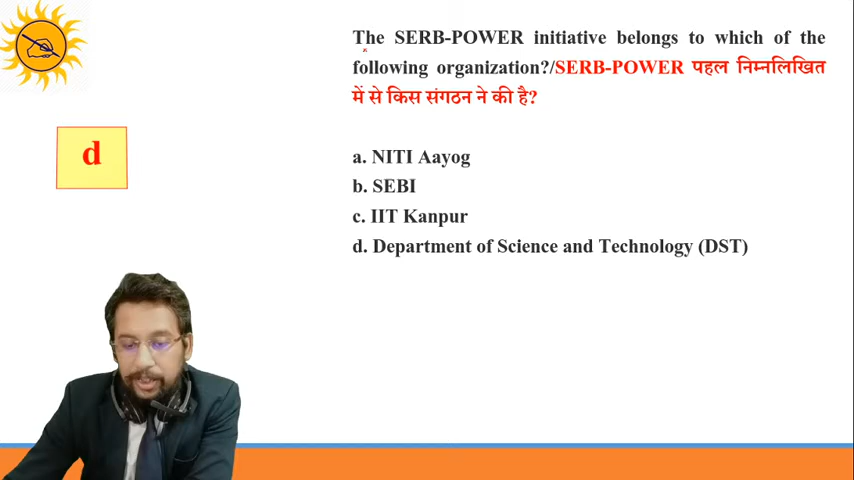 The SERB-POWER initiative belongs to which of the
following organization?/SERB-POWER पहल निम्नलिखित
में से किस संगठन ने की है?
d
a. NITI Aayog
b. SEBI
c. IIT Kanpur
d. Department of Science and Technology (DST)